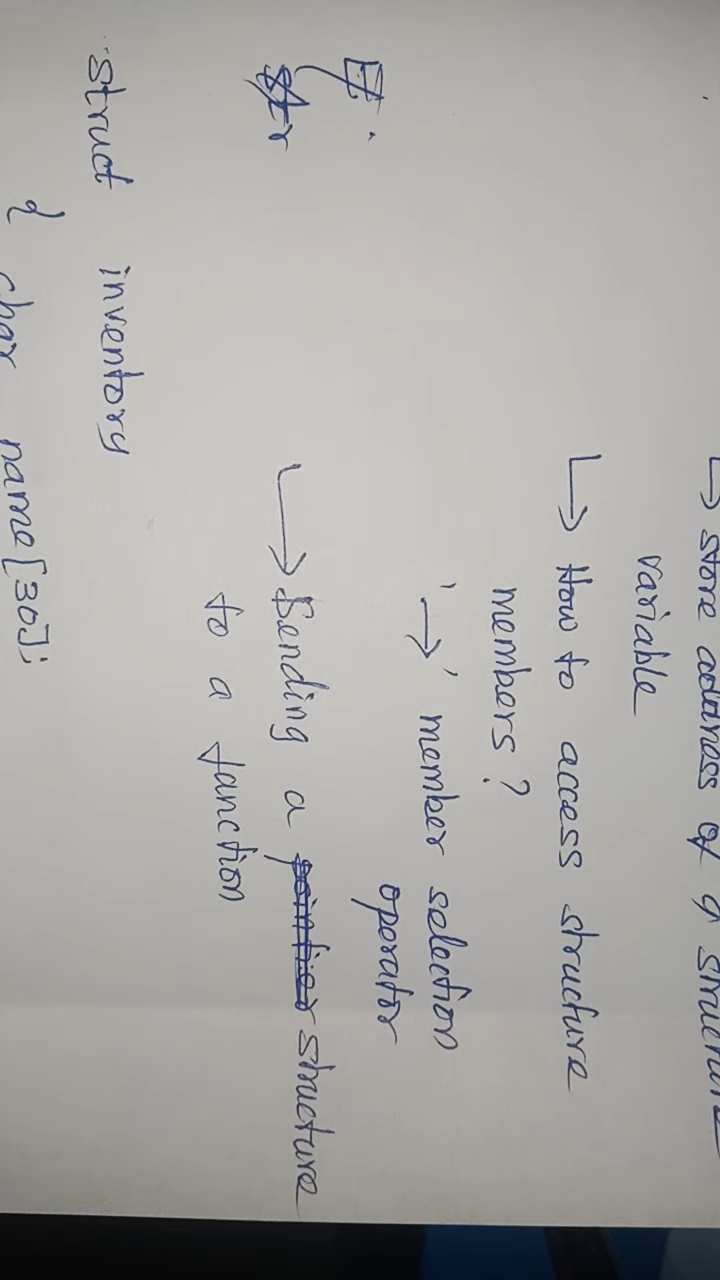 ↳ store address of a structure
variable
↳ How to access structure
members?
'→' member selection
operator
↳ Sending a structure
to a function
Ex.
struct inventory
{ char name[30];